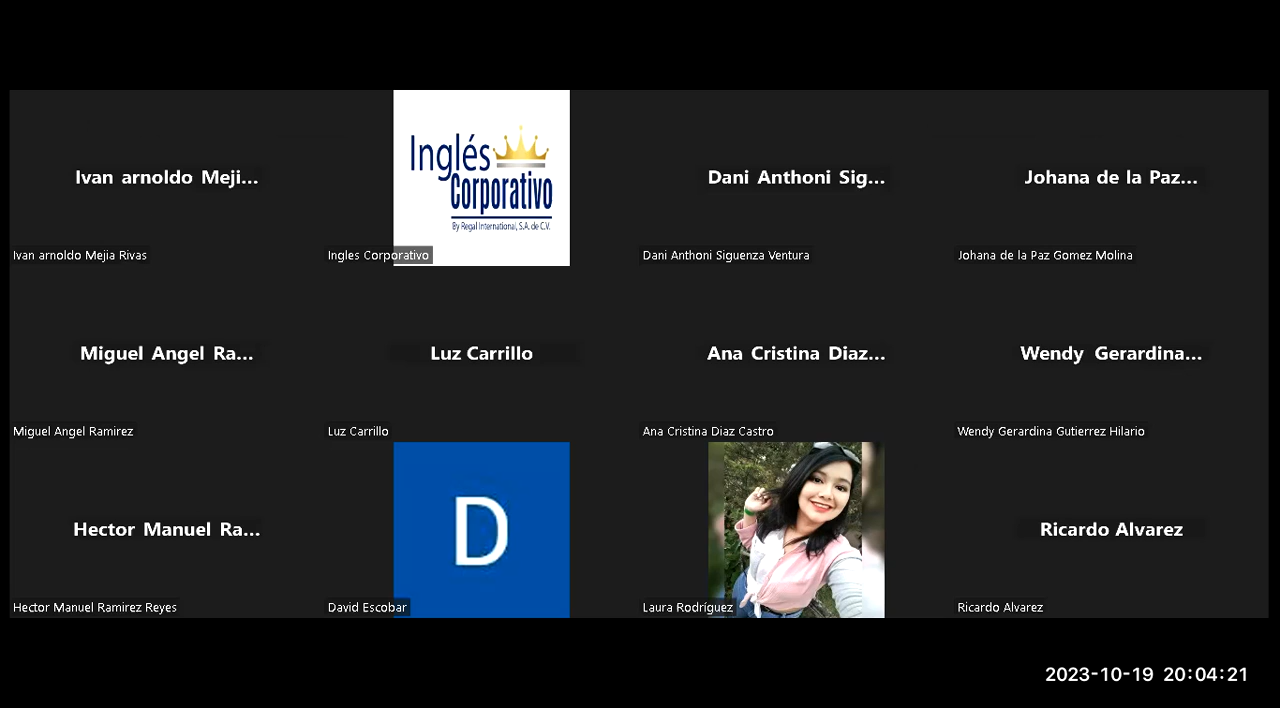 Ivan arnoldo Meji...
Ivan arnoldo Mejia Rivas
Inglés
Corporativo
By Regal International, S.A. de C.V.
Ingles Corporativo
Dani Anthoni Sig...
Dani Anthoni Siguenza Ventura
Johana de la Paz...
Johana de la Paz Gomez Molina
Miguel Angel Ra...
Miguel Angel Ramirez
Luz Carrillo
Luz Carrillo
Ana Cristina Diaz...
Ana Cristina Diaz Castro
Wendy Gerardina...
Wendy Gerardina Gutierrez Hilario
Hector Manuel Ra...
Hector Manuel Ramirez Reyes
D
David Escobar
Laura Rodríguez
Ricardo Alvarez
Ricardo Alvarez
2023-10-19 20:04:21